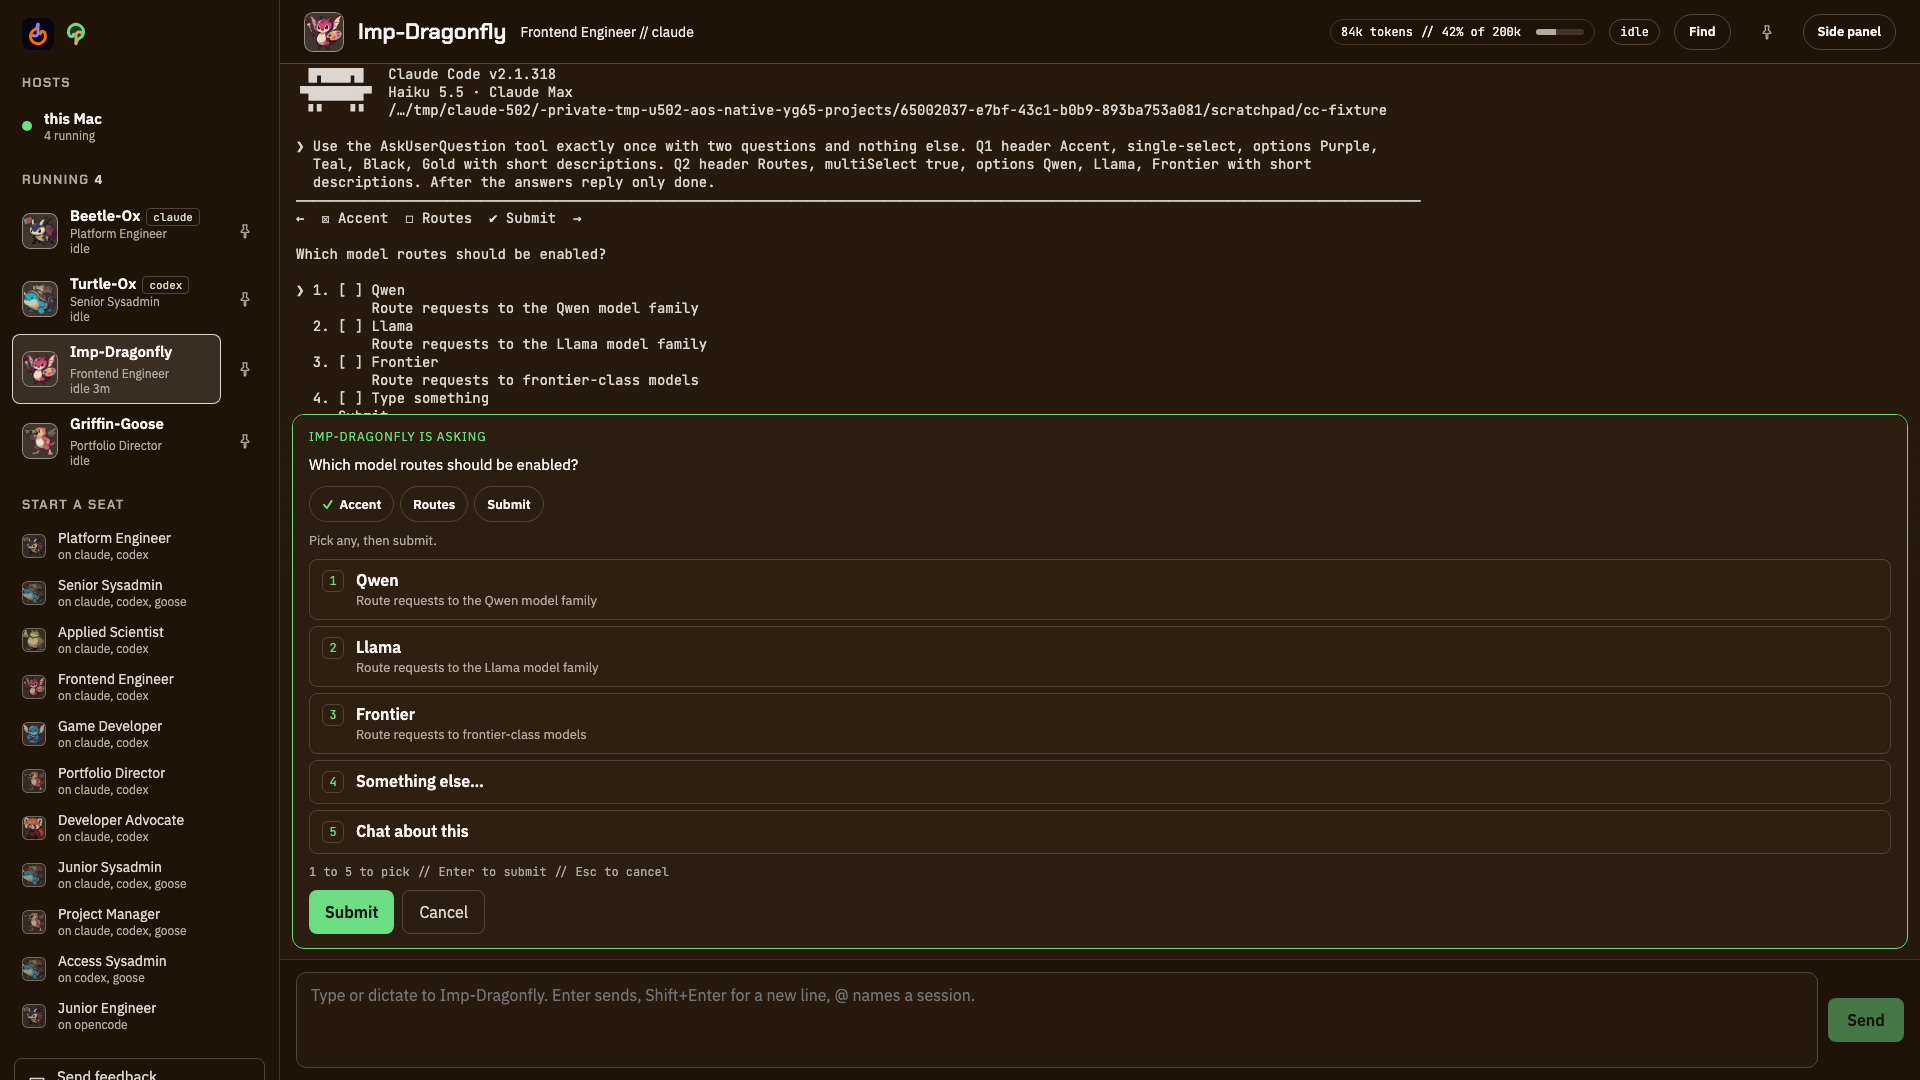 HOSTS
this Mac
4 running
RUNNING 4
Beetle-Ox claude
Platform Engineer
idle
Turtle-Ox codex
Senior Sysadmin
idle
Imp-Dragonfly
Frontend Engineer
idle 3m
Griffin-Goose
Portfolio Director
idle
START A SEAT
Platform Engineer
on claude, codex
Senior Sysadmin
on claude, codex, goose
Applied Scientist
on claude, codex
Frontend Engineer
on claude, codex
Game Developer
on claude, codex
Portfolio Director
on claude, codex
Developer Advocate
on claude, codex
Junior Sysadmin
on claude, codex, goose
Project Manager
on claude, codex, goose
Access Sysadmin
on codex, goose
Junior Engineer
on opencode
Send feedback
Imp-Dragonfly Frontend Engineer // claude
84k tokens // 42% of 200k
idle
Find
Side panel
Claude Code v2.1.318
Haiku 5.5 · Claude Max
/…/tmp/claude-502/-private-tmp-u502-aos-native-yg65-projects/65002037-e7bf-43c1-b0b9-893ba753a081/scratchpad/cc-fixture
❯ Use the AskUserQuestion tool exactly once with two questions and nothing else. Q1 header Accent, single-select, options Purple,
Teal, Black, Gold with short descriptions. Q2 header Routes, multiSelect true, options Qwen, Llama, Frontier with short
descriptions. After the answers reply only done.
← ☒ Accent ☐ Routes ✔ Submit →
Which model routes should be enabled?
❯ 1. [ ] Qwen
Route requests to the Qwen model family
2. [ ] Llama
Route requests to the Llama model family
3. [ ] Frontier
Route requests to frontier-class models
4. [ ] Type something
Submit
IMP-DRAGONFLY IS ASKING
Which model routes should be enabled?
✓ Accent
Routes
Submit
Pick any, then submit.
1 Qwen
Route requests to the Qwen model family
2 Llama
Route requests to the Llama model family
3 Frontier
Route requests to frontier-class models
4 Something else…
5 Chat about this
1 to 5 to pick // Enter to submit // Esc to cancel
Submit
Cancel
Type or dictate to Imp-Dragonfly. Enter sends, Shift+Enter for a new line, @ names a session.
Send